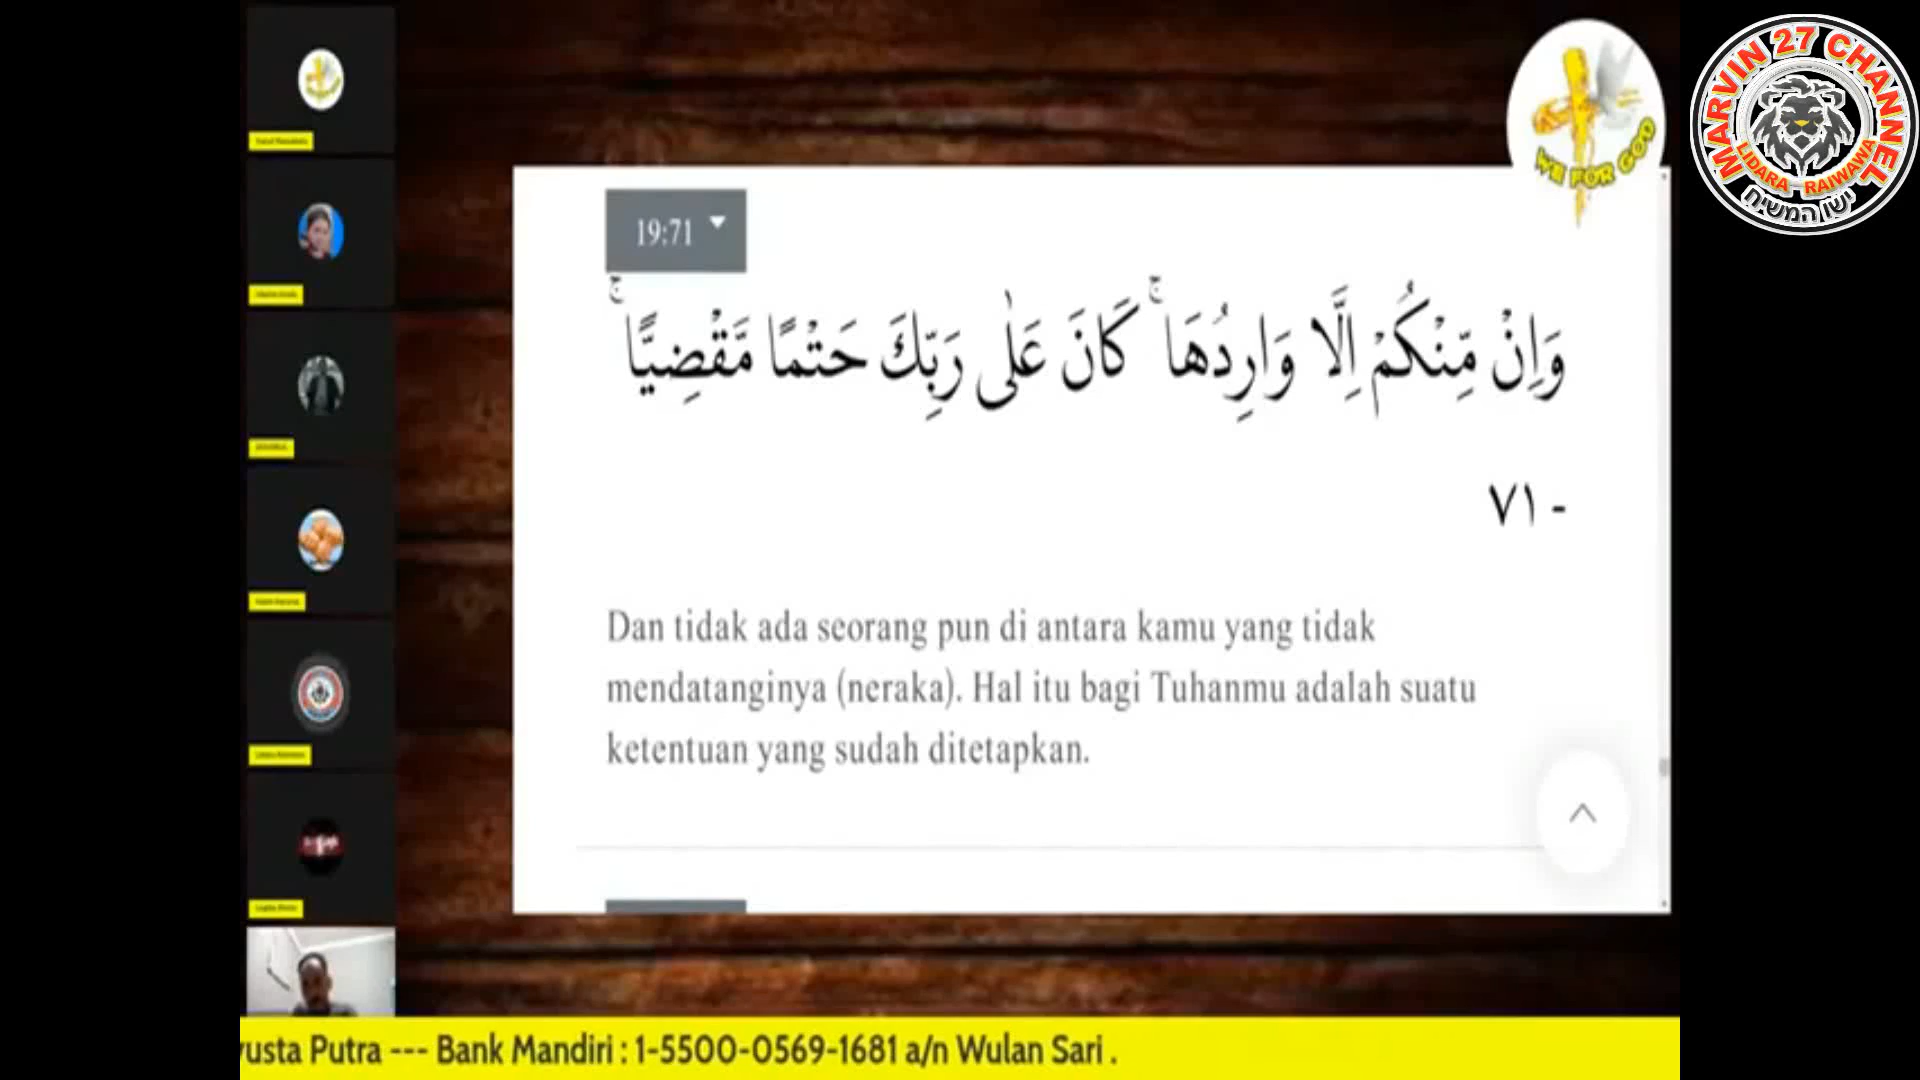 WE FOR GOD
MARVIN 27 CHANNEL
LIDARA RAIWAWA
ישו המשיח
19:71
وَاِنْ مِّنْكُمْ اِلَّا وَارِدُهَا ۚ كَانَ عَلٰى رَبِّكَ حَتْمًا مَّقْضِيًّا ۚ
- ٧١
Dan tidak ada seorang pun di antara kamu yang tidak
mendatanginya (neraka). Hal itu bagi Tuhanmu adalah suatu
ketentuan yang sudah ditetapkan.
usta Putra --- Bank Mandiri : 1-5500-0569-1681 a/n Wulan Sari .